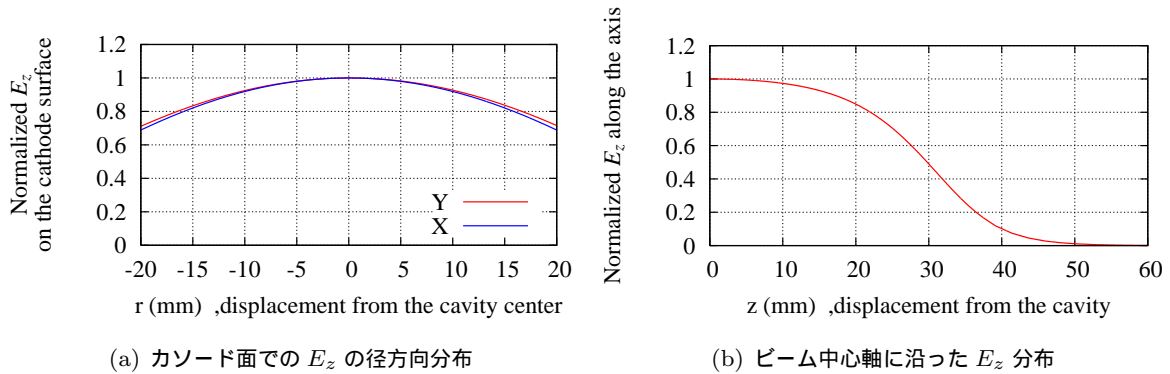 Normalized Ez
on the cathode surface
1.2
1
0.8
0.6
0.4
0.2
0
-20 -15 -10 -5 0 5 10 15 20
Y
X
r (mm) ,displacement from the cavity center
(a) カソード面での Ez の径方向分布
Normalized Ez along the axis
1.2
1
0.8
0.6
0.4
0.2
0
0 10 20 30 40 50 60
z (mm) ,displacement from the cavity
(b) ビーム中心軸に沿った Ez 分布